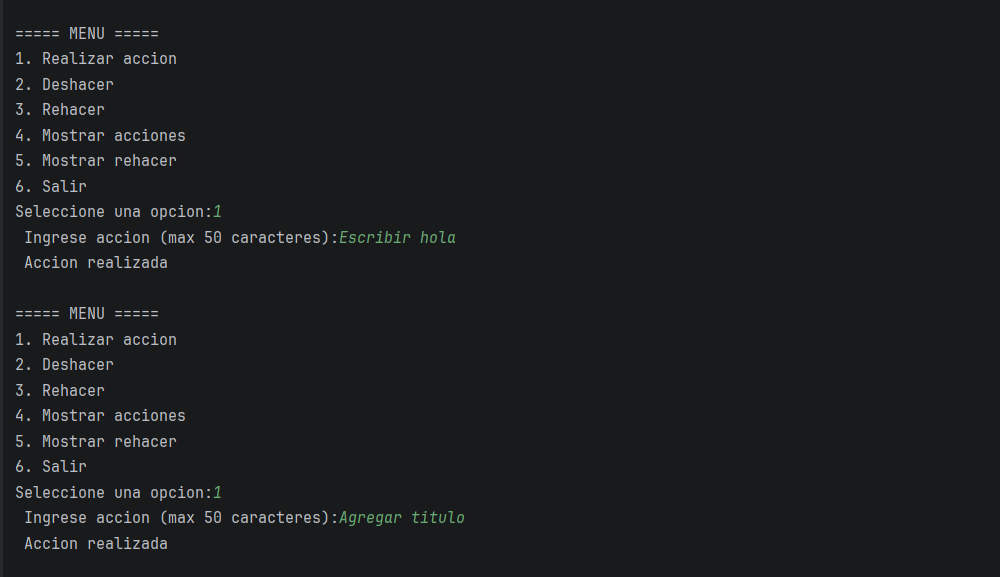 ===== MENU =====
1. Realizar accion
2. Deshacer
3. Rehacer
4. Mostrar acciones
5. Mostrar rehacer
6. Salir
Seleccione una opcion:1
 Ingrese accion (max 50 caracteres):Escribir hola
 Accion realizada

===== MENU =====
1. Realizar accion
2. Deshacer
3. Rehacer
4. Mostrar acciones
5. Mostrar rehacer
6. Salir
Seleccione una opcion:1
 Ingrese accion (max 50 caracteres):Agregar titulo
 Accion realizada